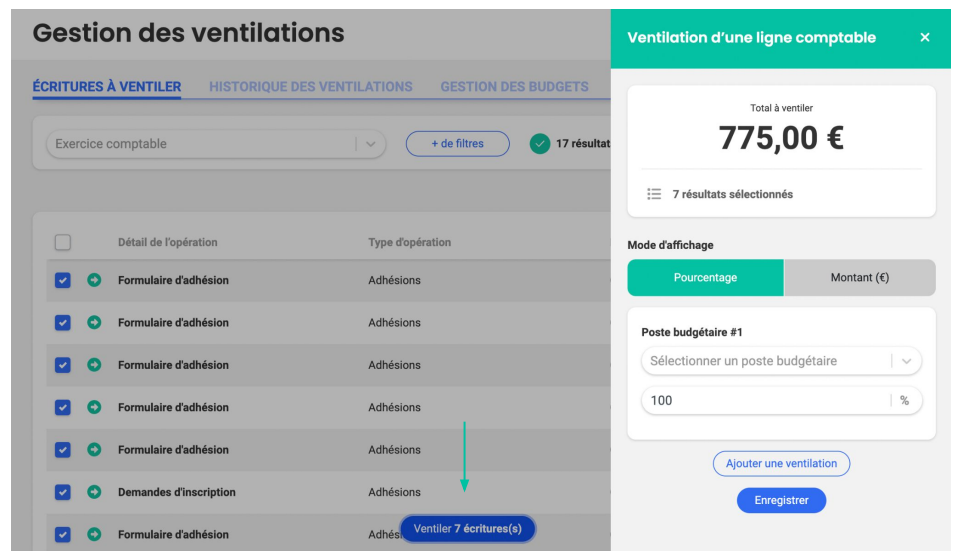 Gestion des ventilations
ÉCRITURES À VENTILER HISTORIQUE DES VENTILATIONS GESTION DES BUDGETS
Exercice comptable + de filtres 17 résultat
Détail de l'opération Type d'opération
Formulaire d'adhésion Adhésions
Formulaire d'adhésion Adhésions
Formulaire d'adhésion Adhésions
Formulaire d'adhésion Adhésions
Formulaire d'adhésion Adhésions
Demandes d'inscription Adhésions
Formulaire d'adhésion Adhési
Ventiler 7 écritures(s)
Ventilation d'une ligne comptable ×
Total à ventiler
775,00 €
7 résultats sélectionnés
Mode d'affichage
Pourcentage Montant (€)
Poste budgétaire #1
Sélectionner un poste budgétaire
100 %
Ajouter une ventilation
Enregistrer